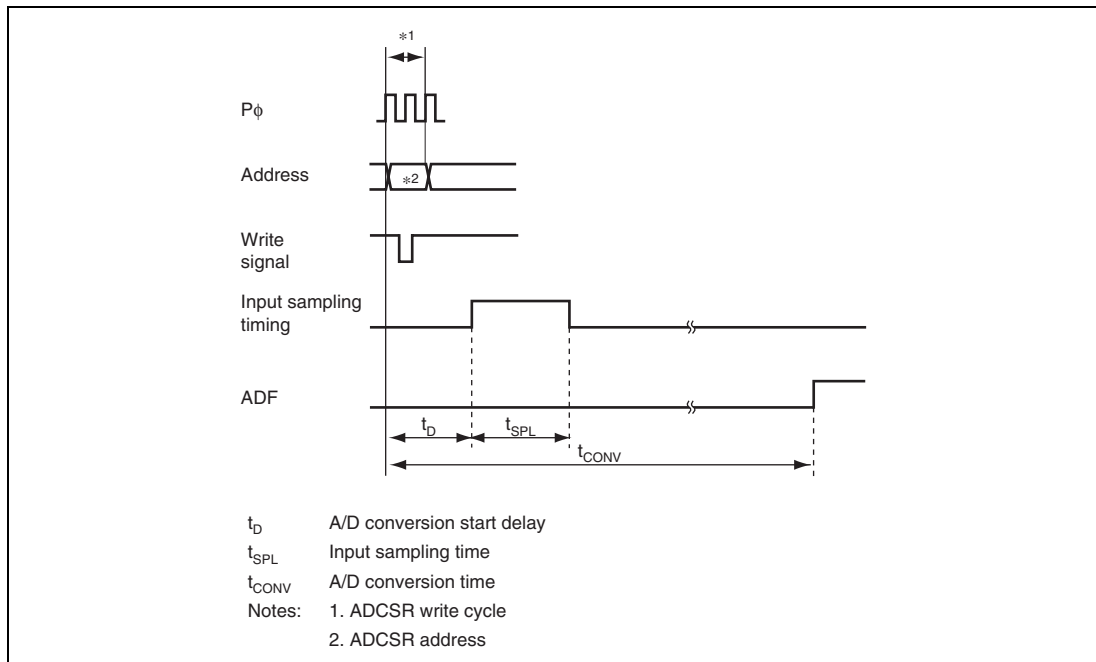 *1
Pϕ
Address
*2
Write
signal
Input sampling
timing
ADF
tD
tSPL
tCONV
tD A/D conversion start delay
tSPL Input sampling time
tCONV A/D conversion time
Notes: 1. ADCSR write cycle
2. ADCSR address